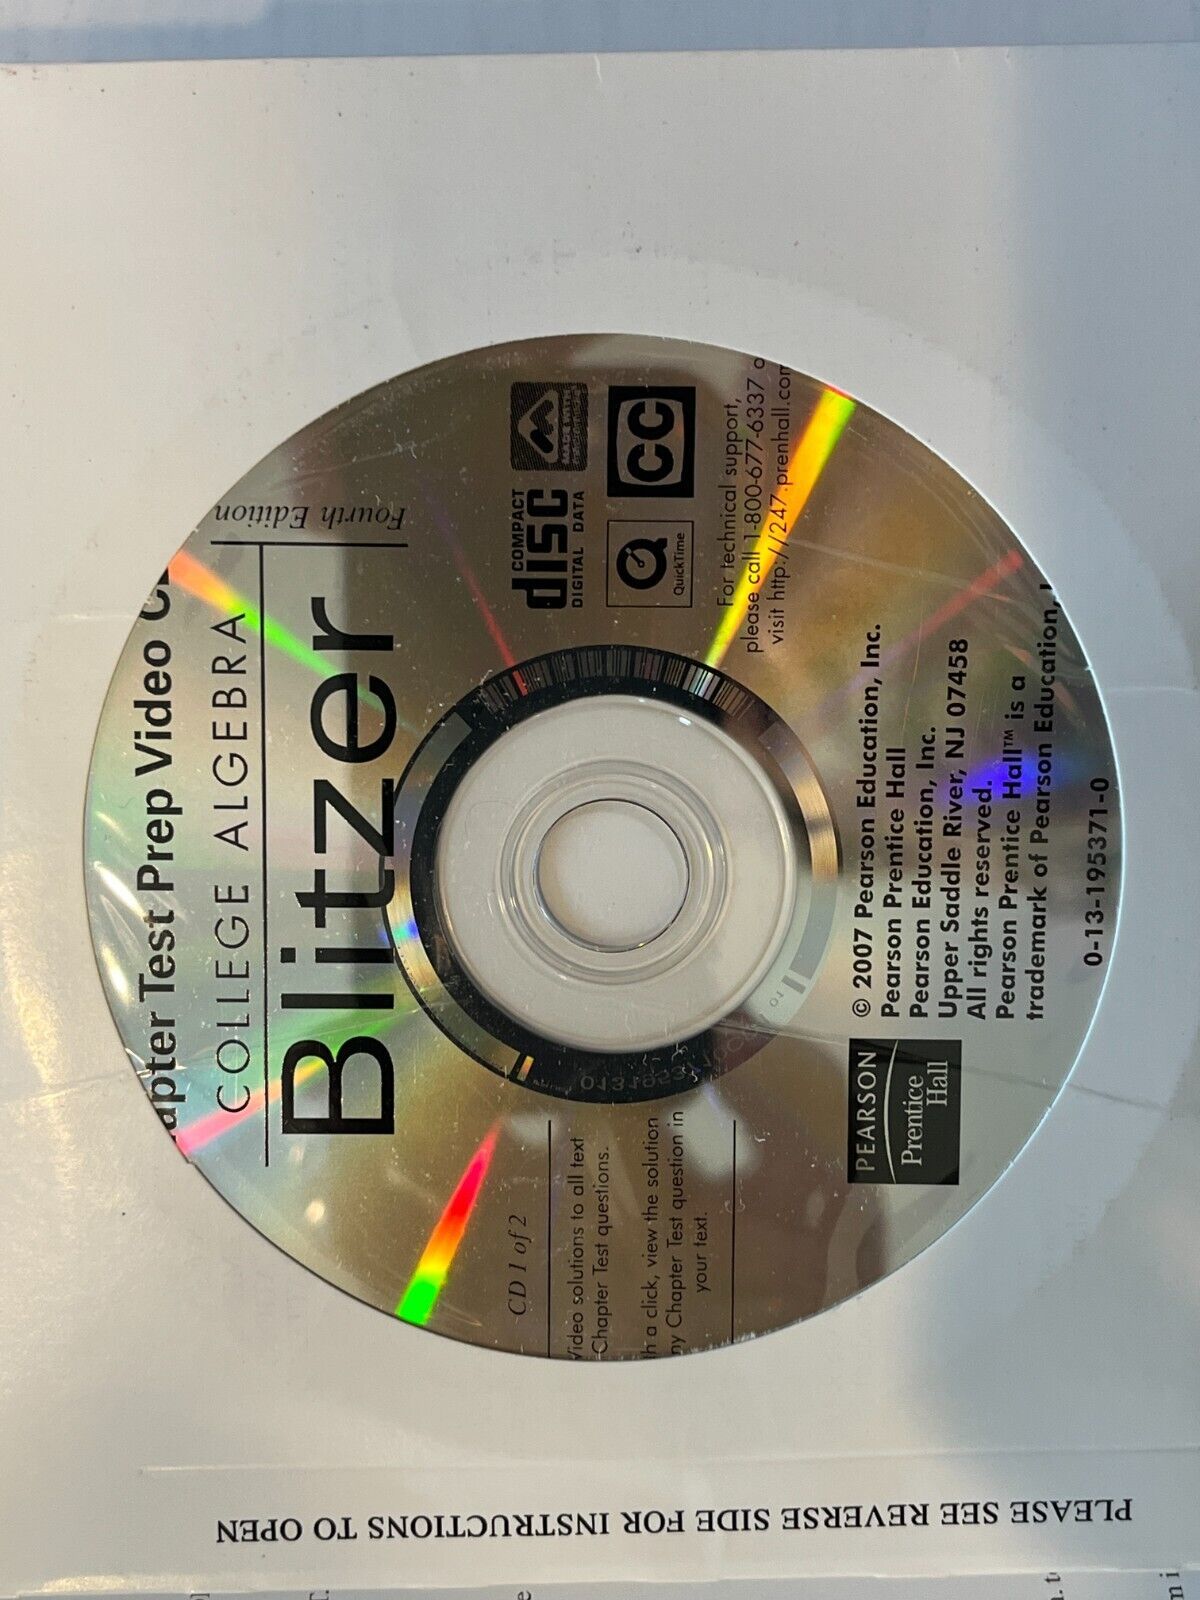 Chapter Test Prep Video
COLLEGE ALGEBRA
Blitzer
Fourth Edition
CD 1 of 2
Video solutions to all text
Chapter Test questions.
a click, view the solution
Chapter Test question in
your text.
COMPACT
disc
DIGITAL DATA
CC
QuickTime
For technical support,
please call 1-800-677-6337
visit http://247.prenhall.com
PEARSON
Prentice
Hall
© 2007 Pearson Education, Inc.
Pearson Prentice Hall
Pearson Education, Inc.
Upper Saddle River, NJ 07458
All rights reserved.
Pearson Prentice Hall™ is a
trademark of Pearson Education,
0-13-195371-0
PLEASE SEE REVERSE SIDE FOR INSTRUCTIONS TO OPEN